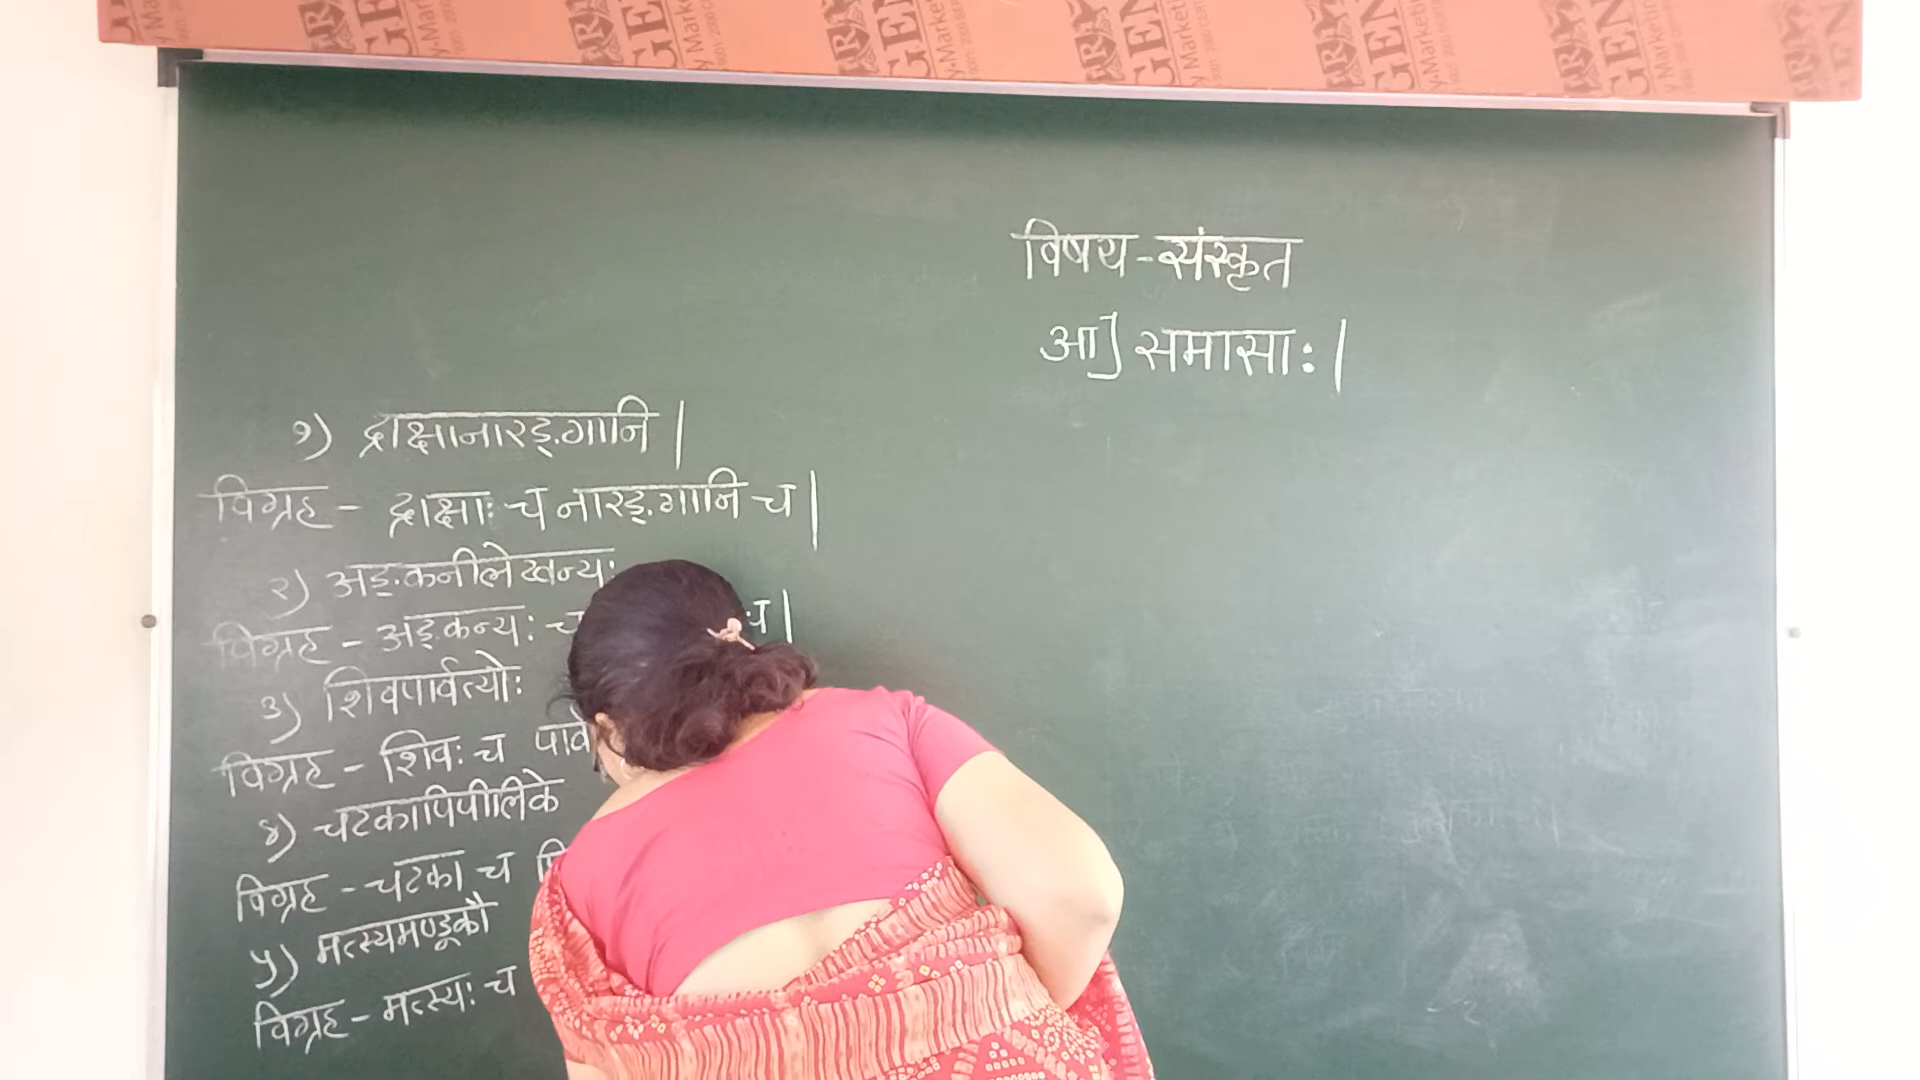 विषय-संस्कृत
आ] समासाः|
१) द्राक्षानारङ्गानि|
विग्रह - द्राक्षाः च नारङ्गानि च|
२) अङ्कनीलेखन्यः
विग्रह - अङ्कन्यः च च|
३) शिवपार्वत्योः
विग्रह - शिवः च
४) चटकापिपीलिके
विग्रह - चटका च
५) मत्स्यमण्डूकौ
विग्रह - मत्स्यः च